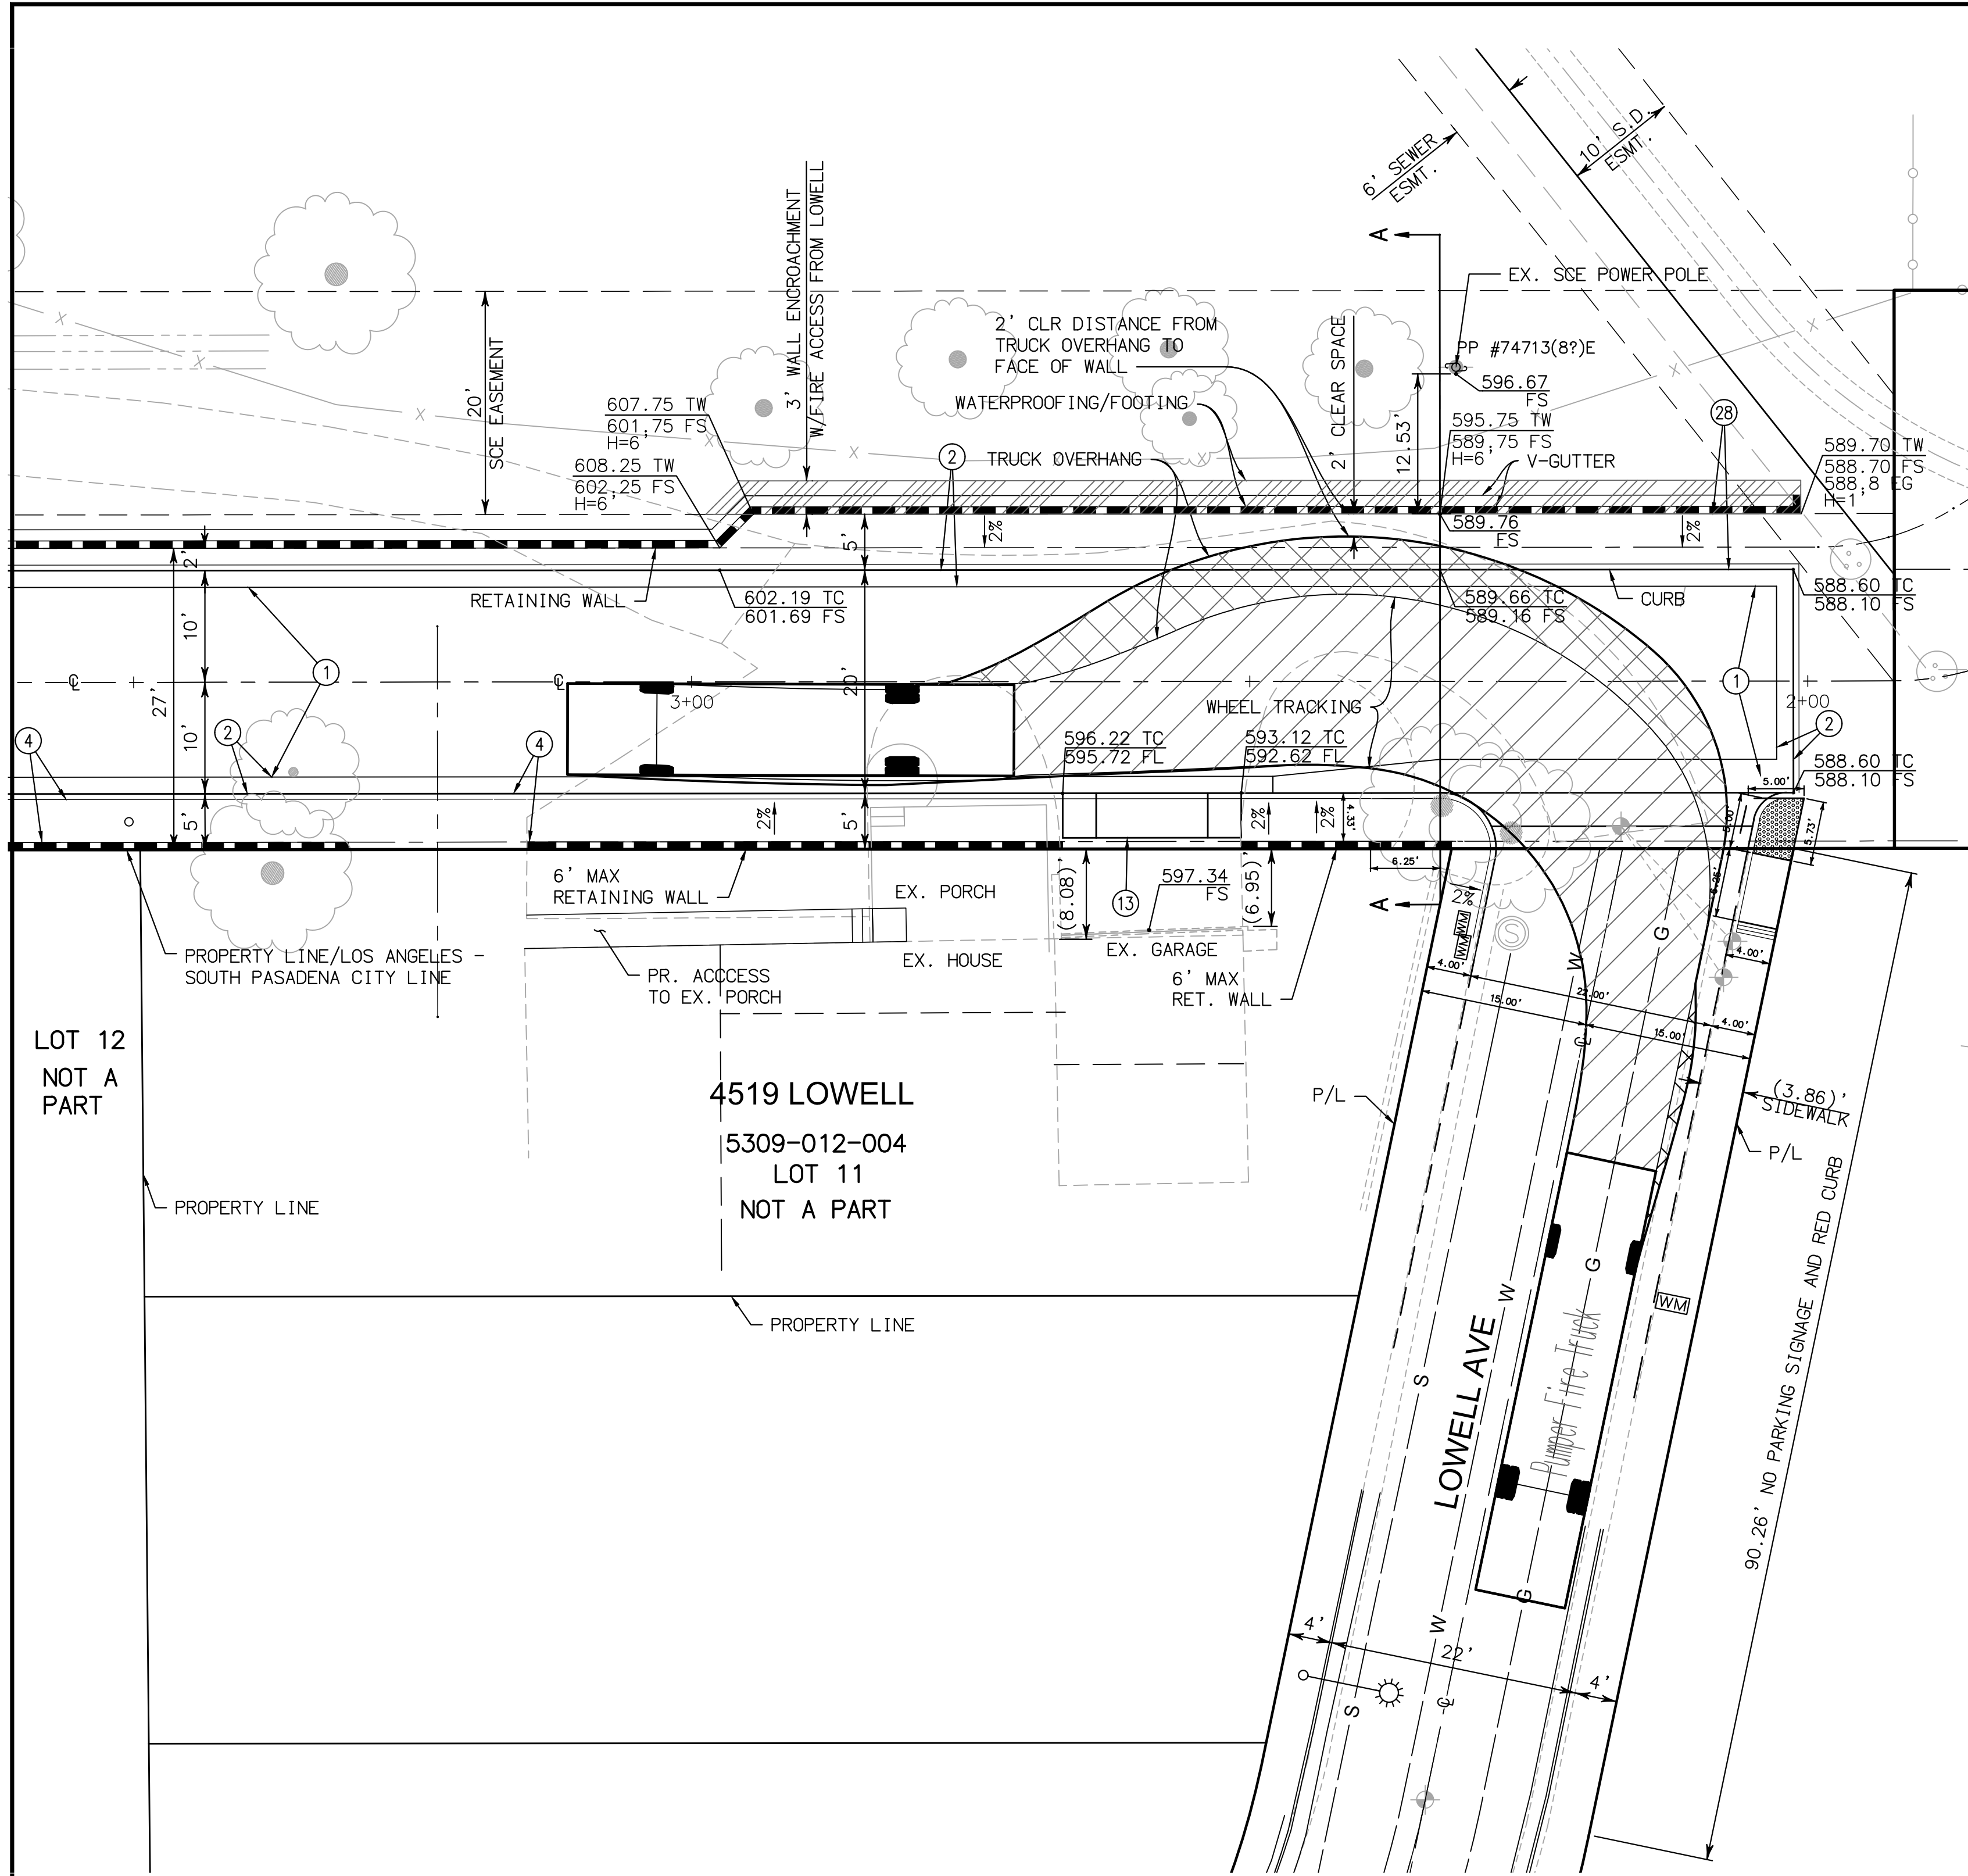 6' SEWER
ESMT.
10' S.D.
ESMT.
20'
SCE EASEMENT
3' WALL ENCROACHMENT
W/FIRE ACCESS FROM LOWELL
2' CLR DISTANCE FROM
TRUCK OVERHANG TO
FACE OF WALL
WATERPROOFING/FOOTING
TRUCK OVERHANG
2' CLEAR SPACE
12.53'
A
EX. SCE POWER POLE
PP #74713(8?)E
596.67
FS
595.75 TW
589.75 FS
H=6'
V-GUTTER
28
589.70 TW
588.70 FS
588.8 EG
H=1'
607.75 TW
601.75 FS
H=6'
608.25 TW
602.25 FS
H=6'
2
589.76
FS
2%
2%
5'
2'
RETAINING WALL
602.19 TC
601.69 FS
589.66 TC
589.16 FS
CURB
588.60 TC
588.10 FS
10'
27'
10'
5'
20'
5'
1
2
4
4
3+00
WHEEL TRACKING
1
2+00
2
588.60 TC
588.10 FS
596.22 TC
595.72 FL
593.12 TC
592.62 FL
5.00'
5.00'
5.73'
2%
2%
2%
4.33'
6.25'
6.25'
2%
6' MAX
RETAINING WALL
EX. PORCH
(8.08)'
13
597.34
FS
(6.95)'
A
EX. GARAGE
EX. HOUSE
PROPERTY LINE/LOS ANGELES -
SOUTH PASADENA CITY LINE
PR. ACCCESS
TO EX. PORCH
6' MAX
RET. WALL
WM
WM
S
W
G
4.00'
4.00'
22.00'
15.00'
15.00'
4.00'
LOT 12
NOT A
PART
4519 LOWELL
5309-012-004
LOT 11
NOT A PART
P/L
(3.86)'
SIDEWALK
P/L
PROPERTY LINE
PROPERTY LINE
WM
LOWELL AVE
Pumper Fire Truck
W
G
S
G
W
S
90.26' NO PARKING SIGNAGE AND RED CURB
4'
22'
4'